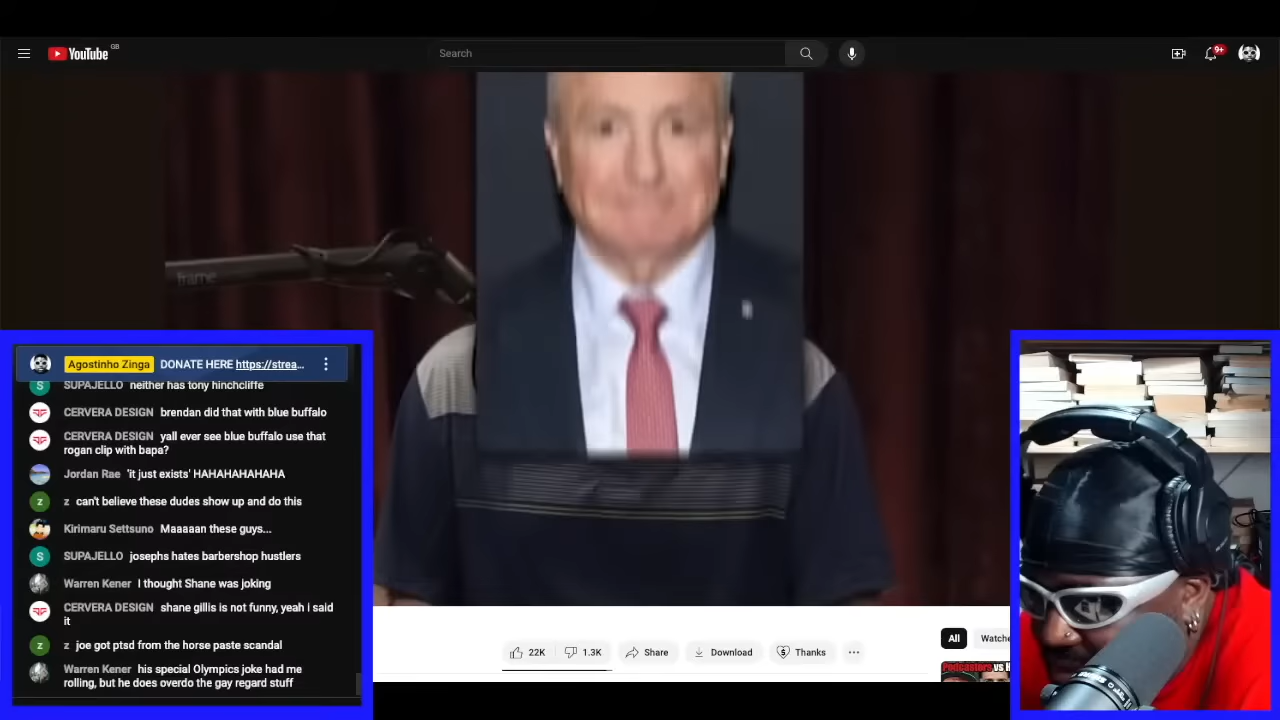 YouTube GB
Search
9+
frame
Agostinho Zinga DONATE HERE https://strea...
S SUPAJELLO neither has tony hinchcliffe
CERVERA DESIGN brendan did that with blue buffalo
CERVERA DESIGN yall ever see blue buffalo use that
rogan clip with bapa?
Jordan Rae 'it just exists' HAHAHAHAHAHA
z z can't believe these dudes show up and do this
Kirimaru Settsuno Maaaaan these guys...
S SUPAJELLO josephs hates barbershop hustlers
Warren Kener I thought Shane was joking
CERVERA DESIGN shane gillis is not funny, yeah i said
it
z z joe got ptsd from the horse paste scandal
Warren Kener his special Olympics joke had me
rolling, but he does overdo the gay regard stuff
22K 1.3K Share Download Thanks
All Watche
Podcasters vs H